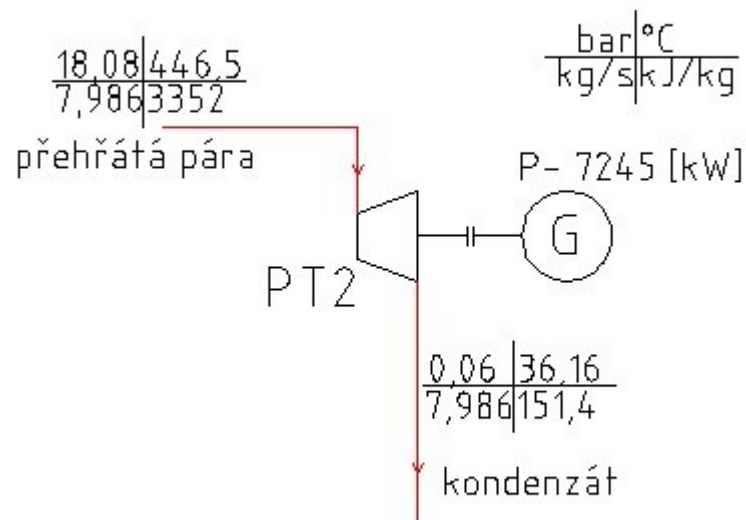 18,08 446,5
7,986 3352
přehřátá pára
bar °C
kg/s kJ/kg
P- 7245 [kW]
G
PT2
0,06 36,16
7,986 151,4
kondenzát